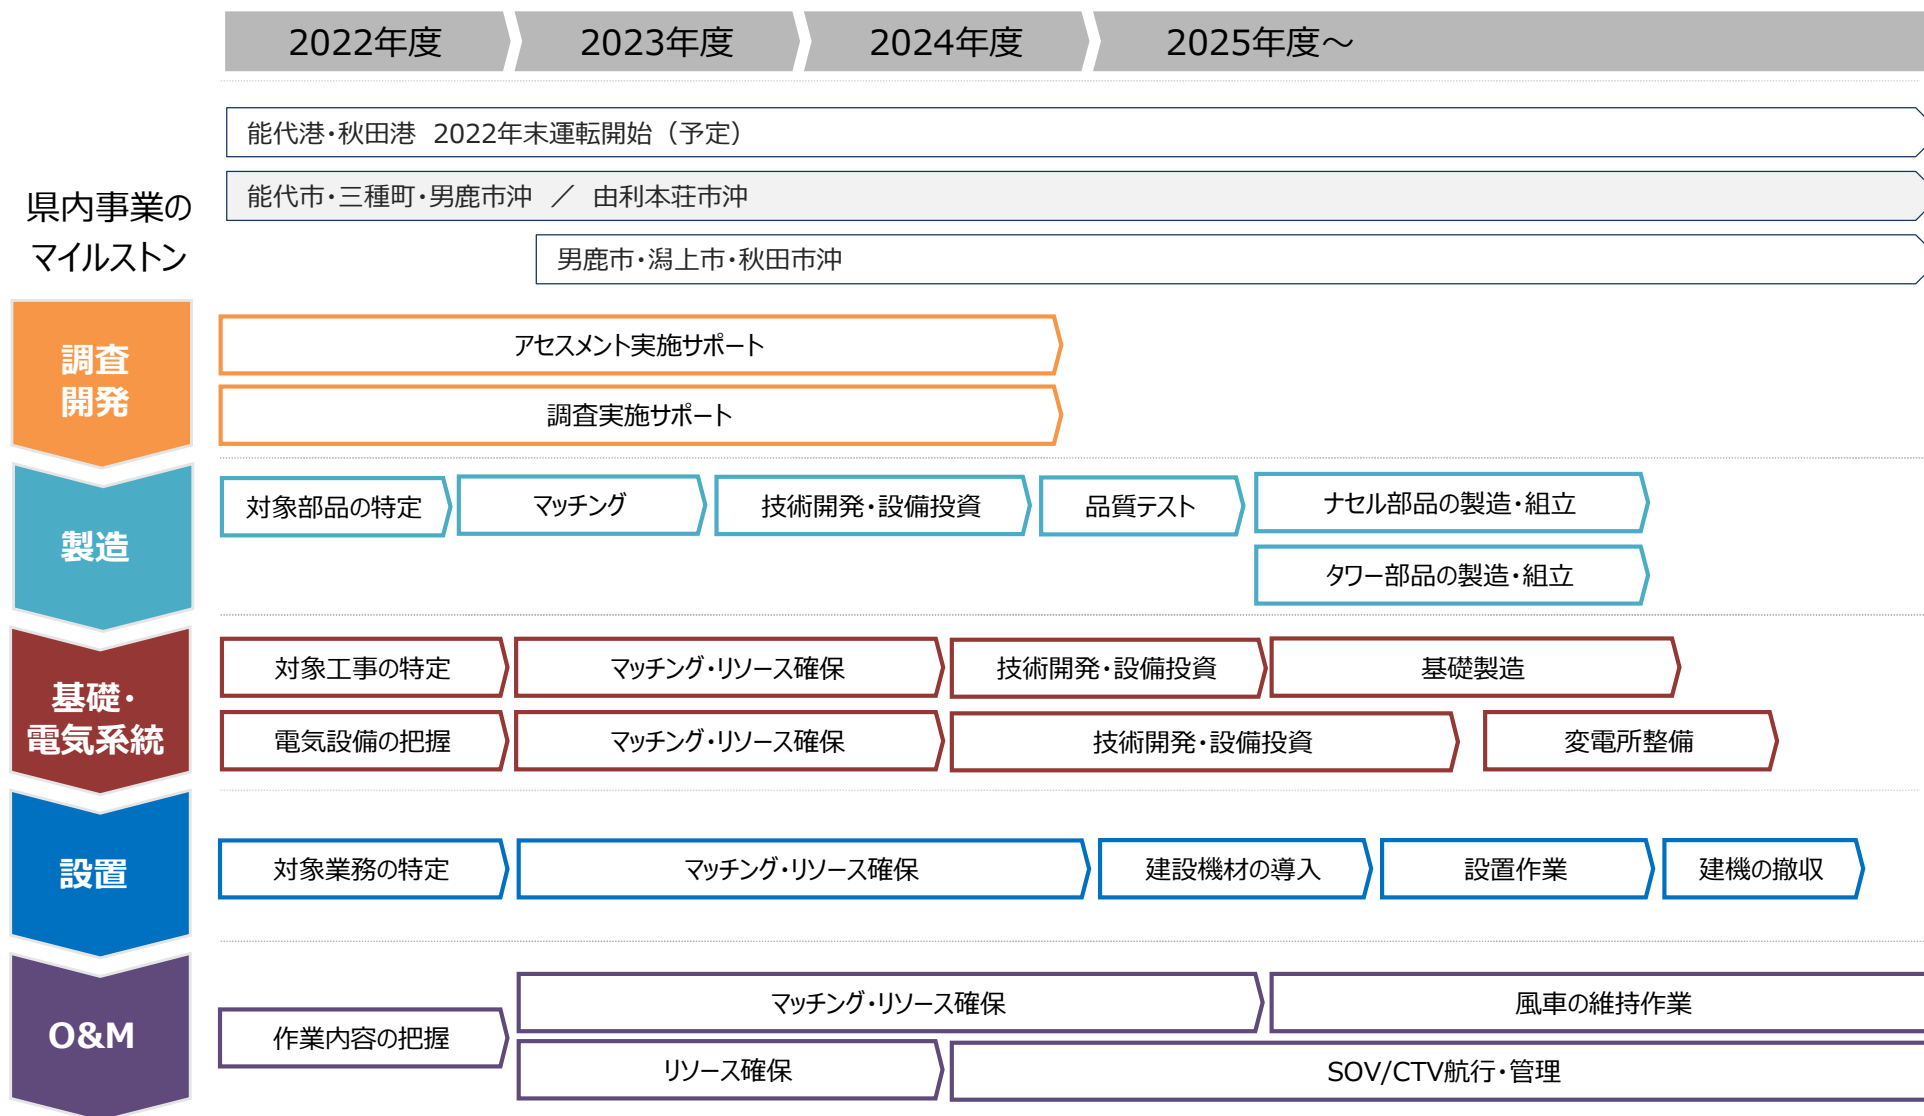 2022年度
2023年度
2024年度
2025年度～
県内事業の
マイルストン
能代港・秋田港 2022年末運転開始（予定）
能代市・三種町・男鹿市沖 ／ 由利本荘市沖
男鹿市・潟上市・秋田市沖
調査
開発
アセスメント実施サポート
調査実施サポート
製造
対象部品の特定
マッチング
技術開発・設備投資
品質テスト
ナセル部品の製造・組立
タワー部品の製造・組立
基礎・
電気系統
対象工事の特定
マッチング・リソース確保
技術開発・設備投資
基礎製造
電気設備の把握
マッチング・リソース確保
技術開発・設備投資
変電所整備
設置
対象業務の特定
マッチング・リソース確保
建設機材の導入
設置作業
建機の撤収
O&M
作業内容の把握
マッチング・リソース確保
風車の維持作業
リソース確保
SOV/CTV航行・管理